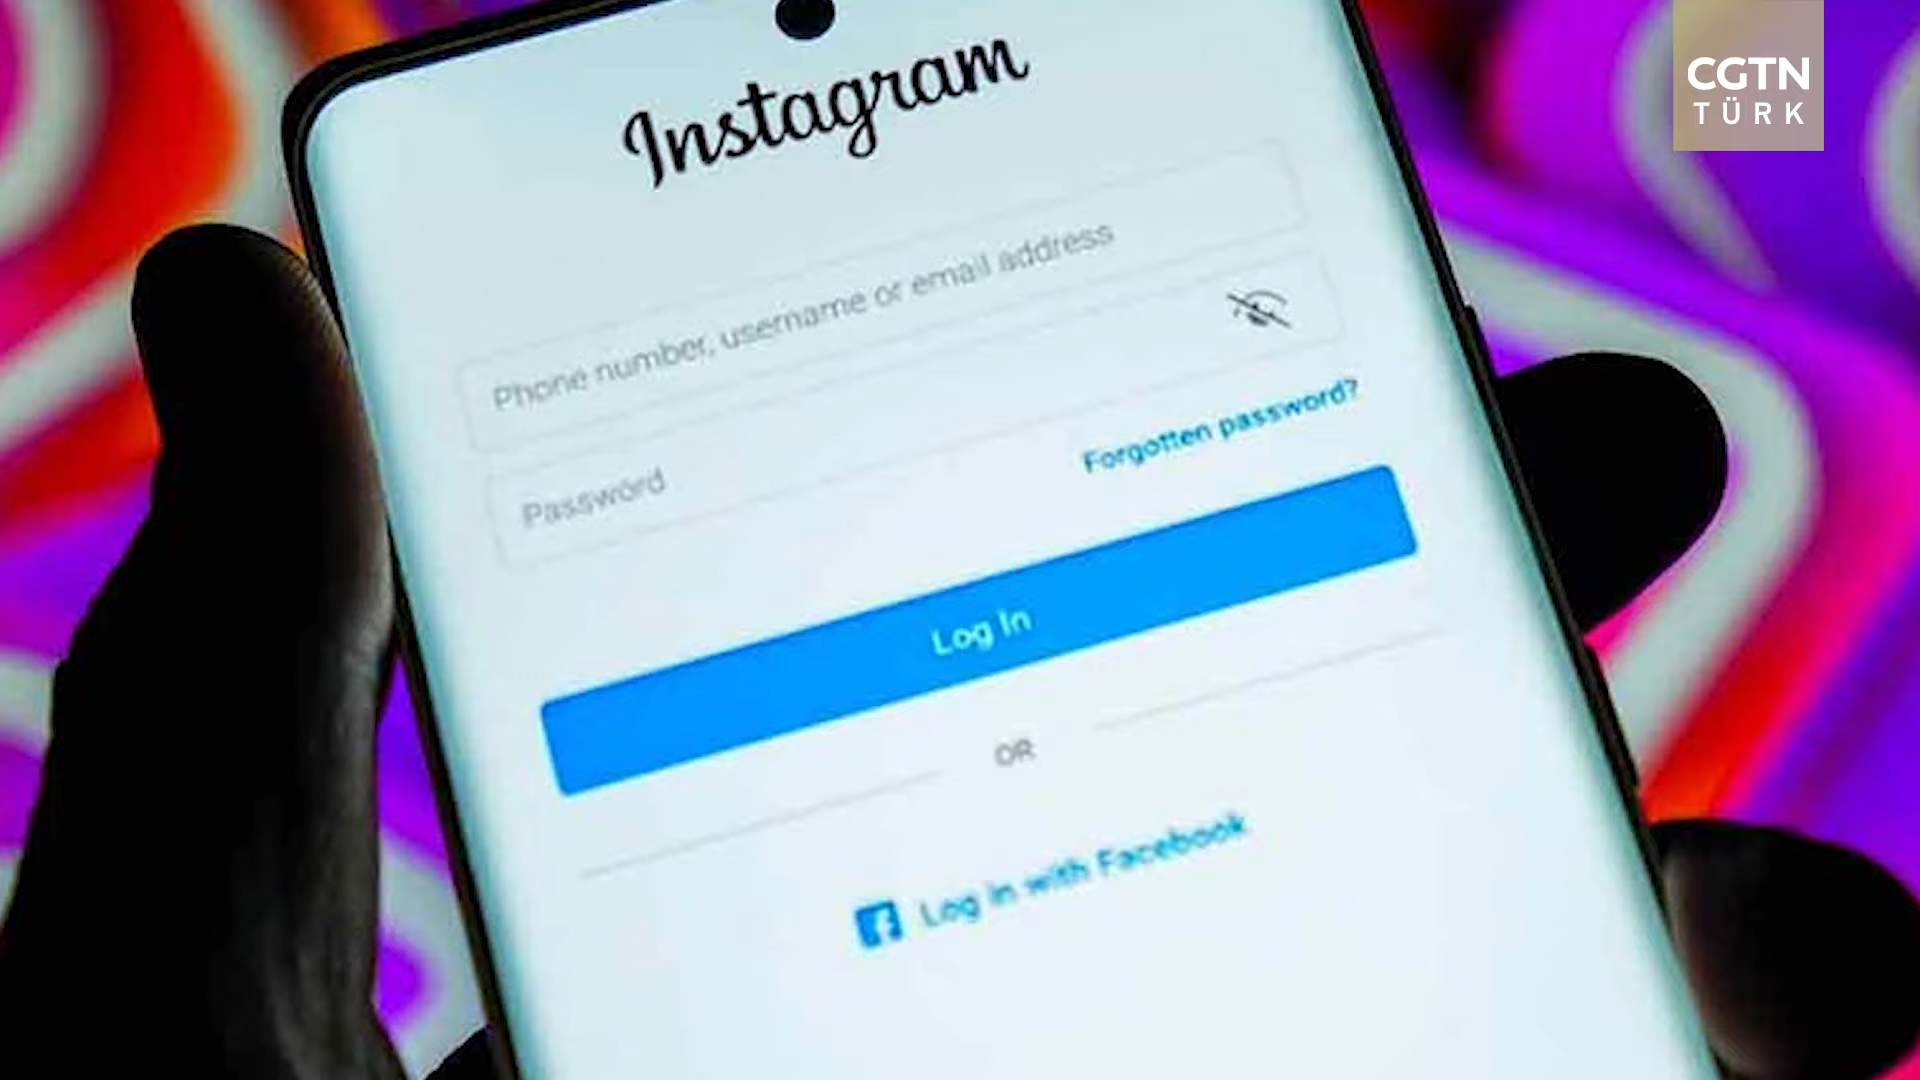 CGTN
TÜRK
Instagram
Phone number, username or email address
Password
Forgotten password?
Log In
OR
Log in with Facebook